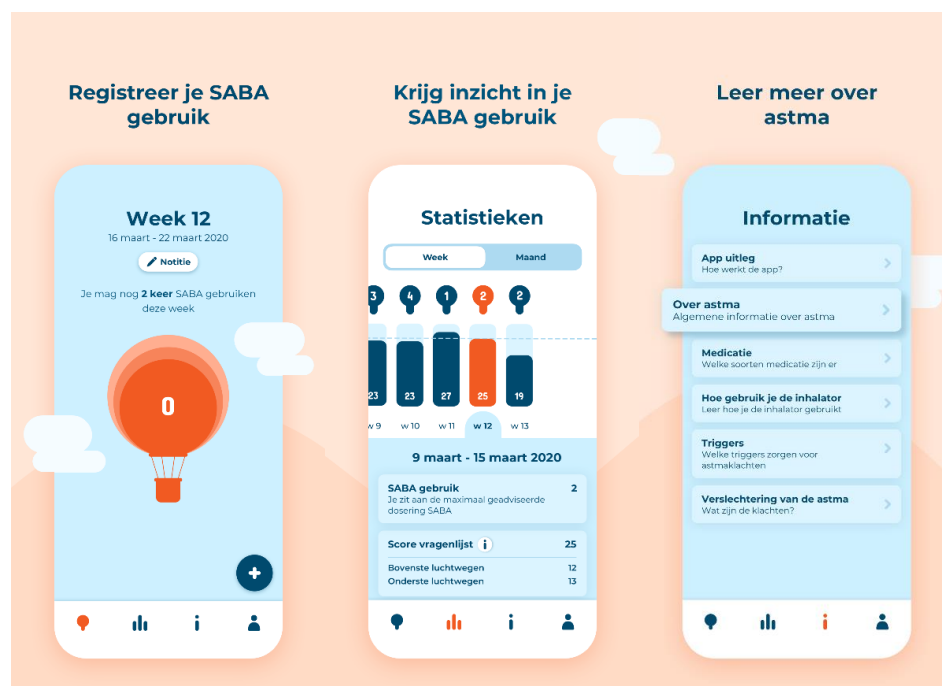 Registreer je SABA
gebruik
Week 12
16 maart - 22 maart 2020
Notitie
Je mag nog 2 keer SABA gebruiken
deze week
0
Krijg inzicht in je
SABA gebruik
Statistieken
Week Maand
3 4 1 2 2
23 23 27 25 19
w 9 w 10 w 11 w 12 w 13
9 maart - 15 maart 2020
SABA gebruik 2
Je zit aan de maximaal geadviseerde
dosering SABA
Score vragenlijst i 25
Bovenste luchtwegen 12
Onderste luchtwegen 13
Leer meer over
astma
Informatie
App uitleg
Hoe werkt de app?
Over astma
Algemene informatie over astma
Medicatie
Welke soorten medicatie zijn er
Hoe gebruik je de inhalator
Leer hoe je de inhalator gebruikt
Triggers
Welke triggers zorgen voor
astmaklachten
Verslechtering van de astma
Wat zijn de klachten?